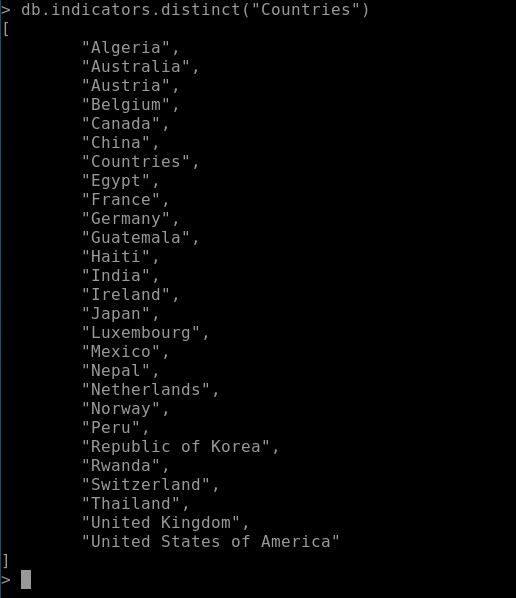 > db.indicators.distinct("Countries")
[
"Algeria",
"Australia",
"Austria",
"Belgium",
"Canada",
"China",
"Countries",
"Egypt",
"France",
"Germany",
"Guatemala",
"Haiti",
"India",
"Ireland",
"Japan",
"Luxembourg",
"Mexico",
"Nepal",
"Netherlands",
"Norway",
"Peru",
"Republic of Korea",
"Rwanda",
"Switzerland",
"Thailand",
"United Kingdom",
"United States of America"
]
>